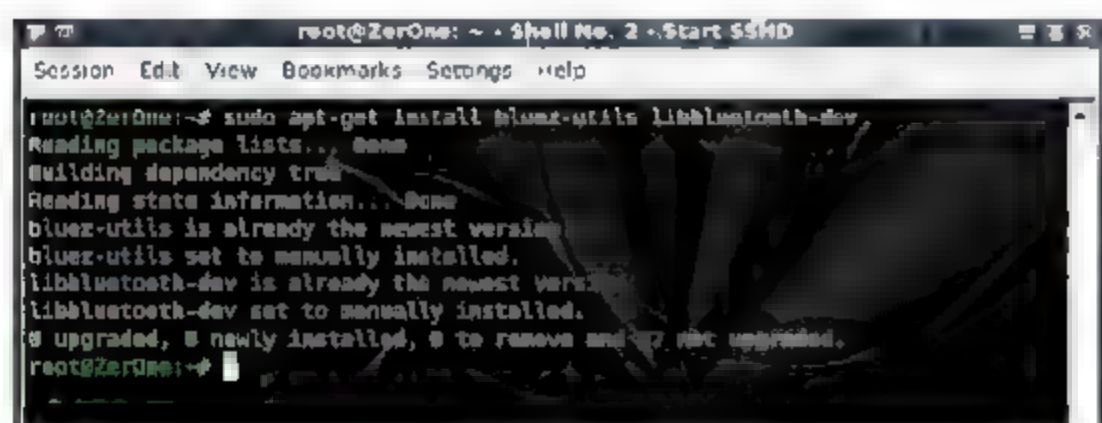 root@ZerOne: ~ - Shell No. 2 - Start SSHD
Session Edit View Bookmarks Settings Help
root@ZerOne:~# sudo apt-get install bluez-utils libbluetooth-dev
Reading package lists... Done
Building dependency tree
Reading state information... Done
bluez-utils is already the newest version
bluez-utils set to manually installed.
libbluetooth-dev is already the newest vers
libbluetooth-dev set to manually installed.
0 upgraded, 0 newly installed, 0 to remove and not upgraded.
root@ZerOne:~#